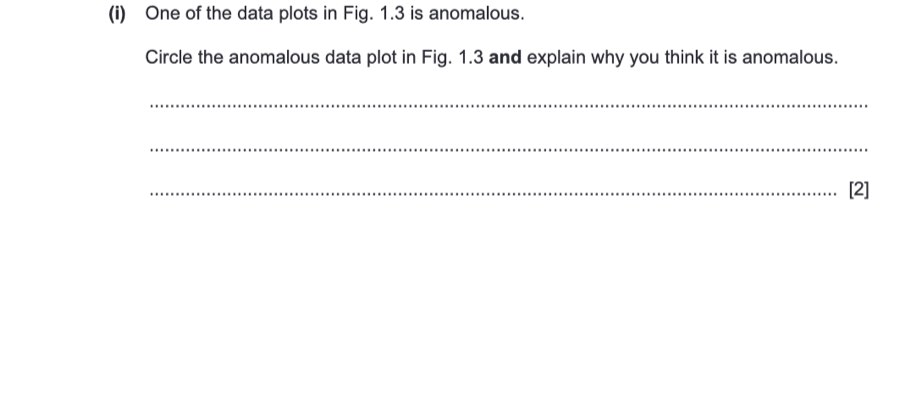 (i) One of the data plots in Fig. 1.3 is anomalous.
Circle the anomalous data plot in Fig. 1.3 and explain why you think it is anomalous.
[2]